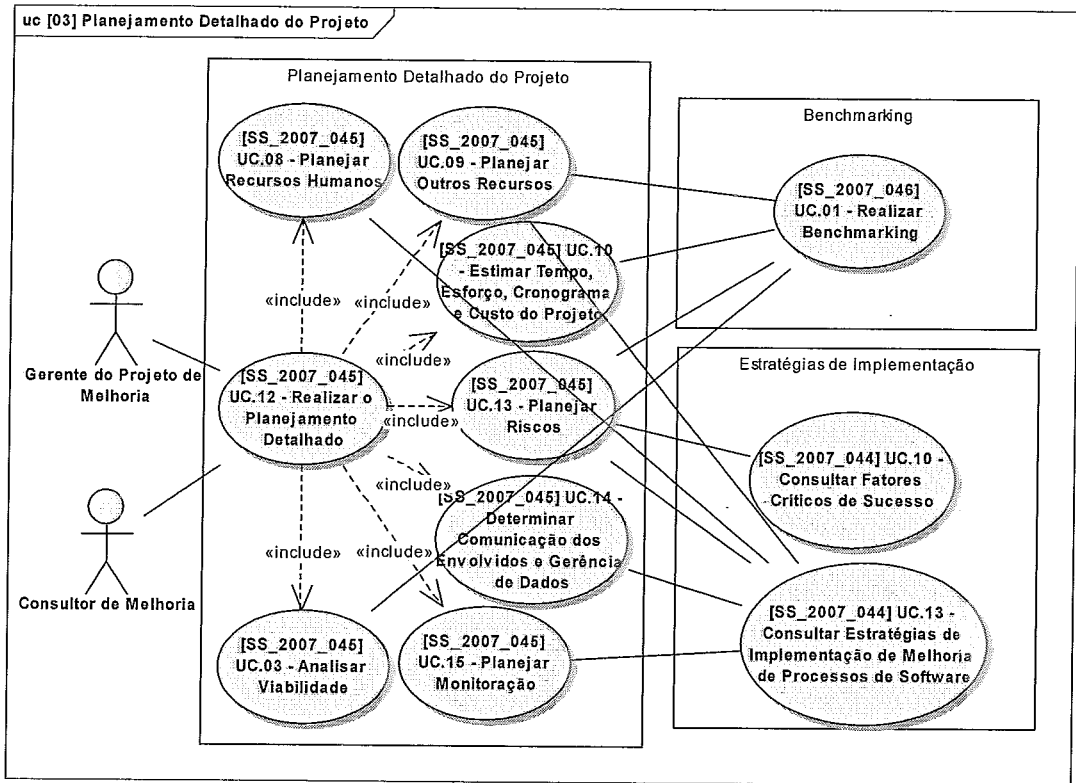 uc [03] Planejamento Detalhado do Projeto
Planejamento Detalhado do Projeto
[SS_2007_045]
UC.08 - Planejar
Recursos Humanos
[SS_2007_045]
UC.09 - Planejar
Outros Recursos
Benchmarking
[SS_2007_046]
UC.01 - Realizar
Benchmarking
[SS_2007_045] UC.10
- Estimar Tempo,
Esforço, Cronograma
e Custo do Projeto
«include»
«include»
«include»
Gerente do Projeto de
Melhoria
[SS_2007_045]
UC.12 - Realizar o
Planejamento
Detalhado
«include»
[SS_2007_045]
UC.13 - Planejar
Riscos
Estratégias de Implementação
[SS_2007_044] UC.10 -
Consultar Fatores
Críticos de Sucesso
«include»
[SS_2007_045] UC.14 -
Determinar
Comunicação dos
Envolvidos e Gerência
de Dados
«include»
«include»
Consultor de Melhoria
[SS_2007_045]
UC.03 - Analisar
Viabilidade
[SS_2007_045]
UC.15 - Planejar
Monitoração
[SS_2007_044] UC.13 -
Consultar Estratégias de
Implementação de Melhoria
de Processos de Software